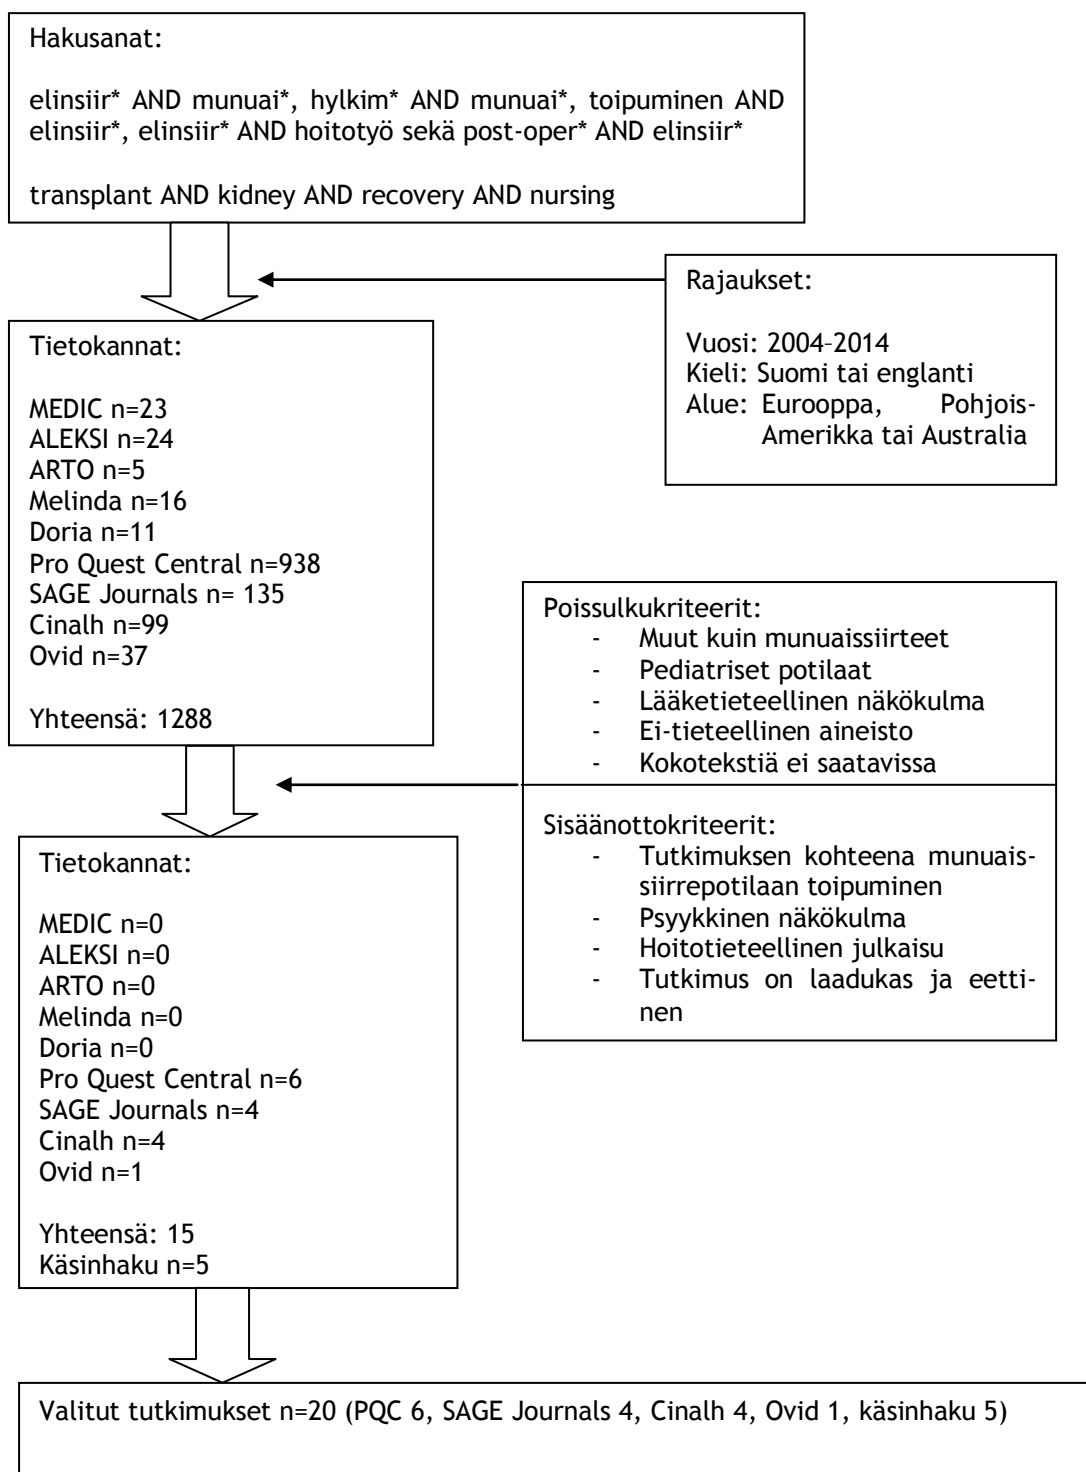 Hakusanat:
elinsiir* AND munuai*, hylkim* AND munuai*, toipuminen AND
elinsiir*, elinsiir* AND hoitotyö sekä post-oper* AND elinsiir*
transplant AND kidney AND recovery AND nursing
Rajaukset:
Vuosi: 2004–2014
Kieli: Suomi tai englanti
Alue: Eurooppa, Pohjois-
Amerikka tai Australia
Tietokannat:
MEDIC n=23
ALEKSI n=24
ARTO n=5
Melinda n=16
Doria n=11
Pro Quest Central n=938
SAGE Journals n= 135
Cinalh n=99
Ovid n=37
Yhteensä: 1288
Poissulkukriteerit:
- Muut kuin munuaissiirteet
- Pediatriset potilaat
- Lääketieteellinen näkökulma
- Ei-tieteellinen aineisto
- Kokotekstiä ei saatavissa
Sisäänottokriteerit:
- Tutkimuksen kohteena munuais-
siirrepotilaan toipuminen
- Psyykkinen näkökulma
- Hoitotieteellinen julkaisu
- Tutkimus on laadukas ja eetti-
nen
Tietokannat:
MEDIC n=0
ALEKSI n=0
ARTO n=0
Melinda n=0
Doria n=0
Pro Quest Central n=6
SAGE Journals n=4
Cinalh n=4
Ovid n=1
Yhteensä: 15
Käsinhaku n=5
Valitut tutkimukset n=20 (PQC 6, SAGE Journals 4, Cinalh 4, Ovid 1, käsinhaku 5)